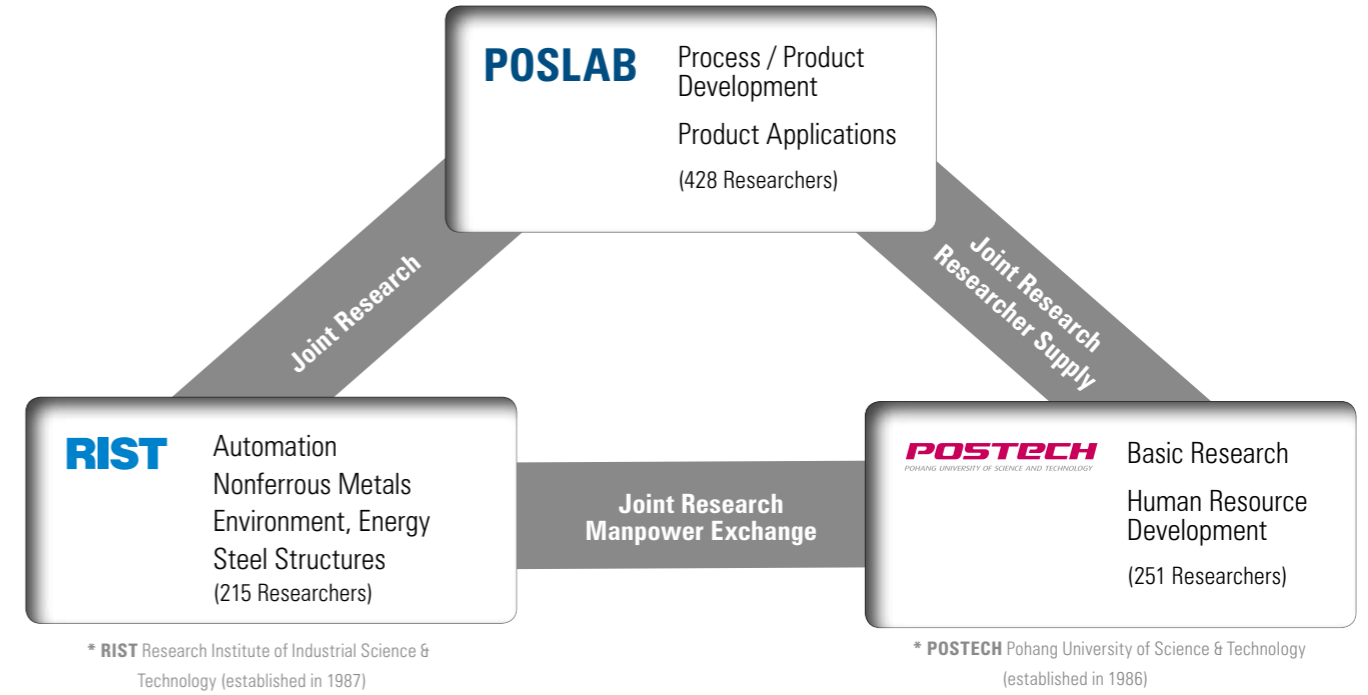 POSLAB
Process / Product
Development
Product Applications
(428 Researchers)
Joint Research
Joint Research
Researcher Supply
RIST
Automation
Nonferrous Metals
Environment, Energy
Steel Structures
(215 Researchers)
Joint Research
Manpower Exchange
POSTECH
POHANG UNIVERSITY OF SCIENCE AND TECHNOLOGY
Basic Research
Human Resource
Development
(251 Researchers)
* RIST Research Institute of Industrial Science &
Technology (established in 1987)
* POSTECH Pohang University of Science & Technology
(established in 1986)